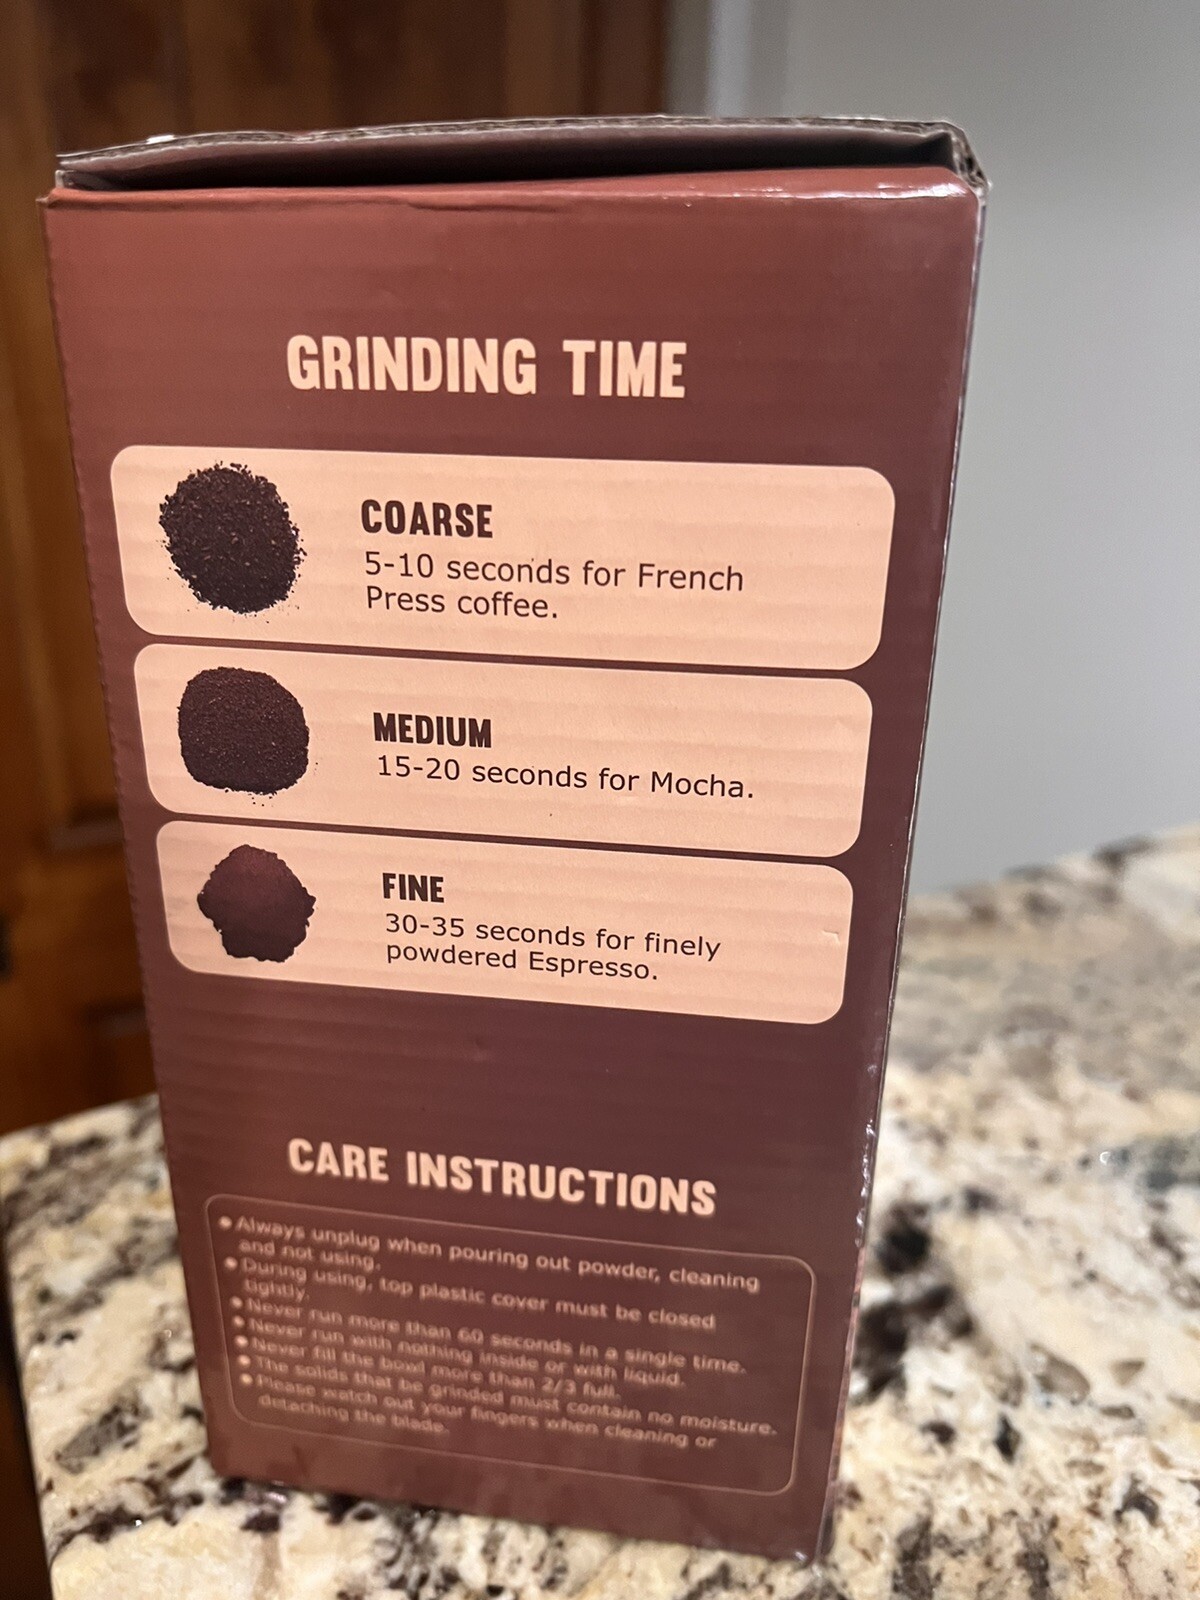 GRINDING TIME
COARSE
5-10 seconds for French
Press coffee.
MEDIUM
15-20 seconds for Mocha.
FINE
30-35 seconds for finely
powdered Espresso.
CARE INSTRUCTIONS
• Always unplug when pouring out powder, cleaning
and not using.
• During using, top plastic cover must be closed
tightly.
• Never run more than 60 seconds in a single time.
• Never run with nothing inside or with liquid.
• Never fill the bowl more than 2/3 full.
• The solids that be grinded must contain no moisture.
• Please watch out your fingers when cleaning or
detaching the blade.